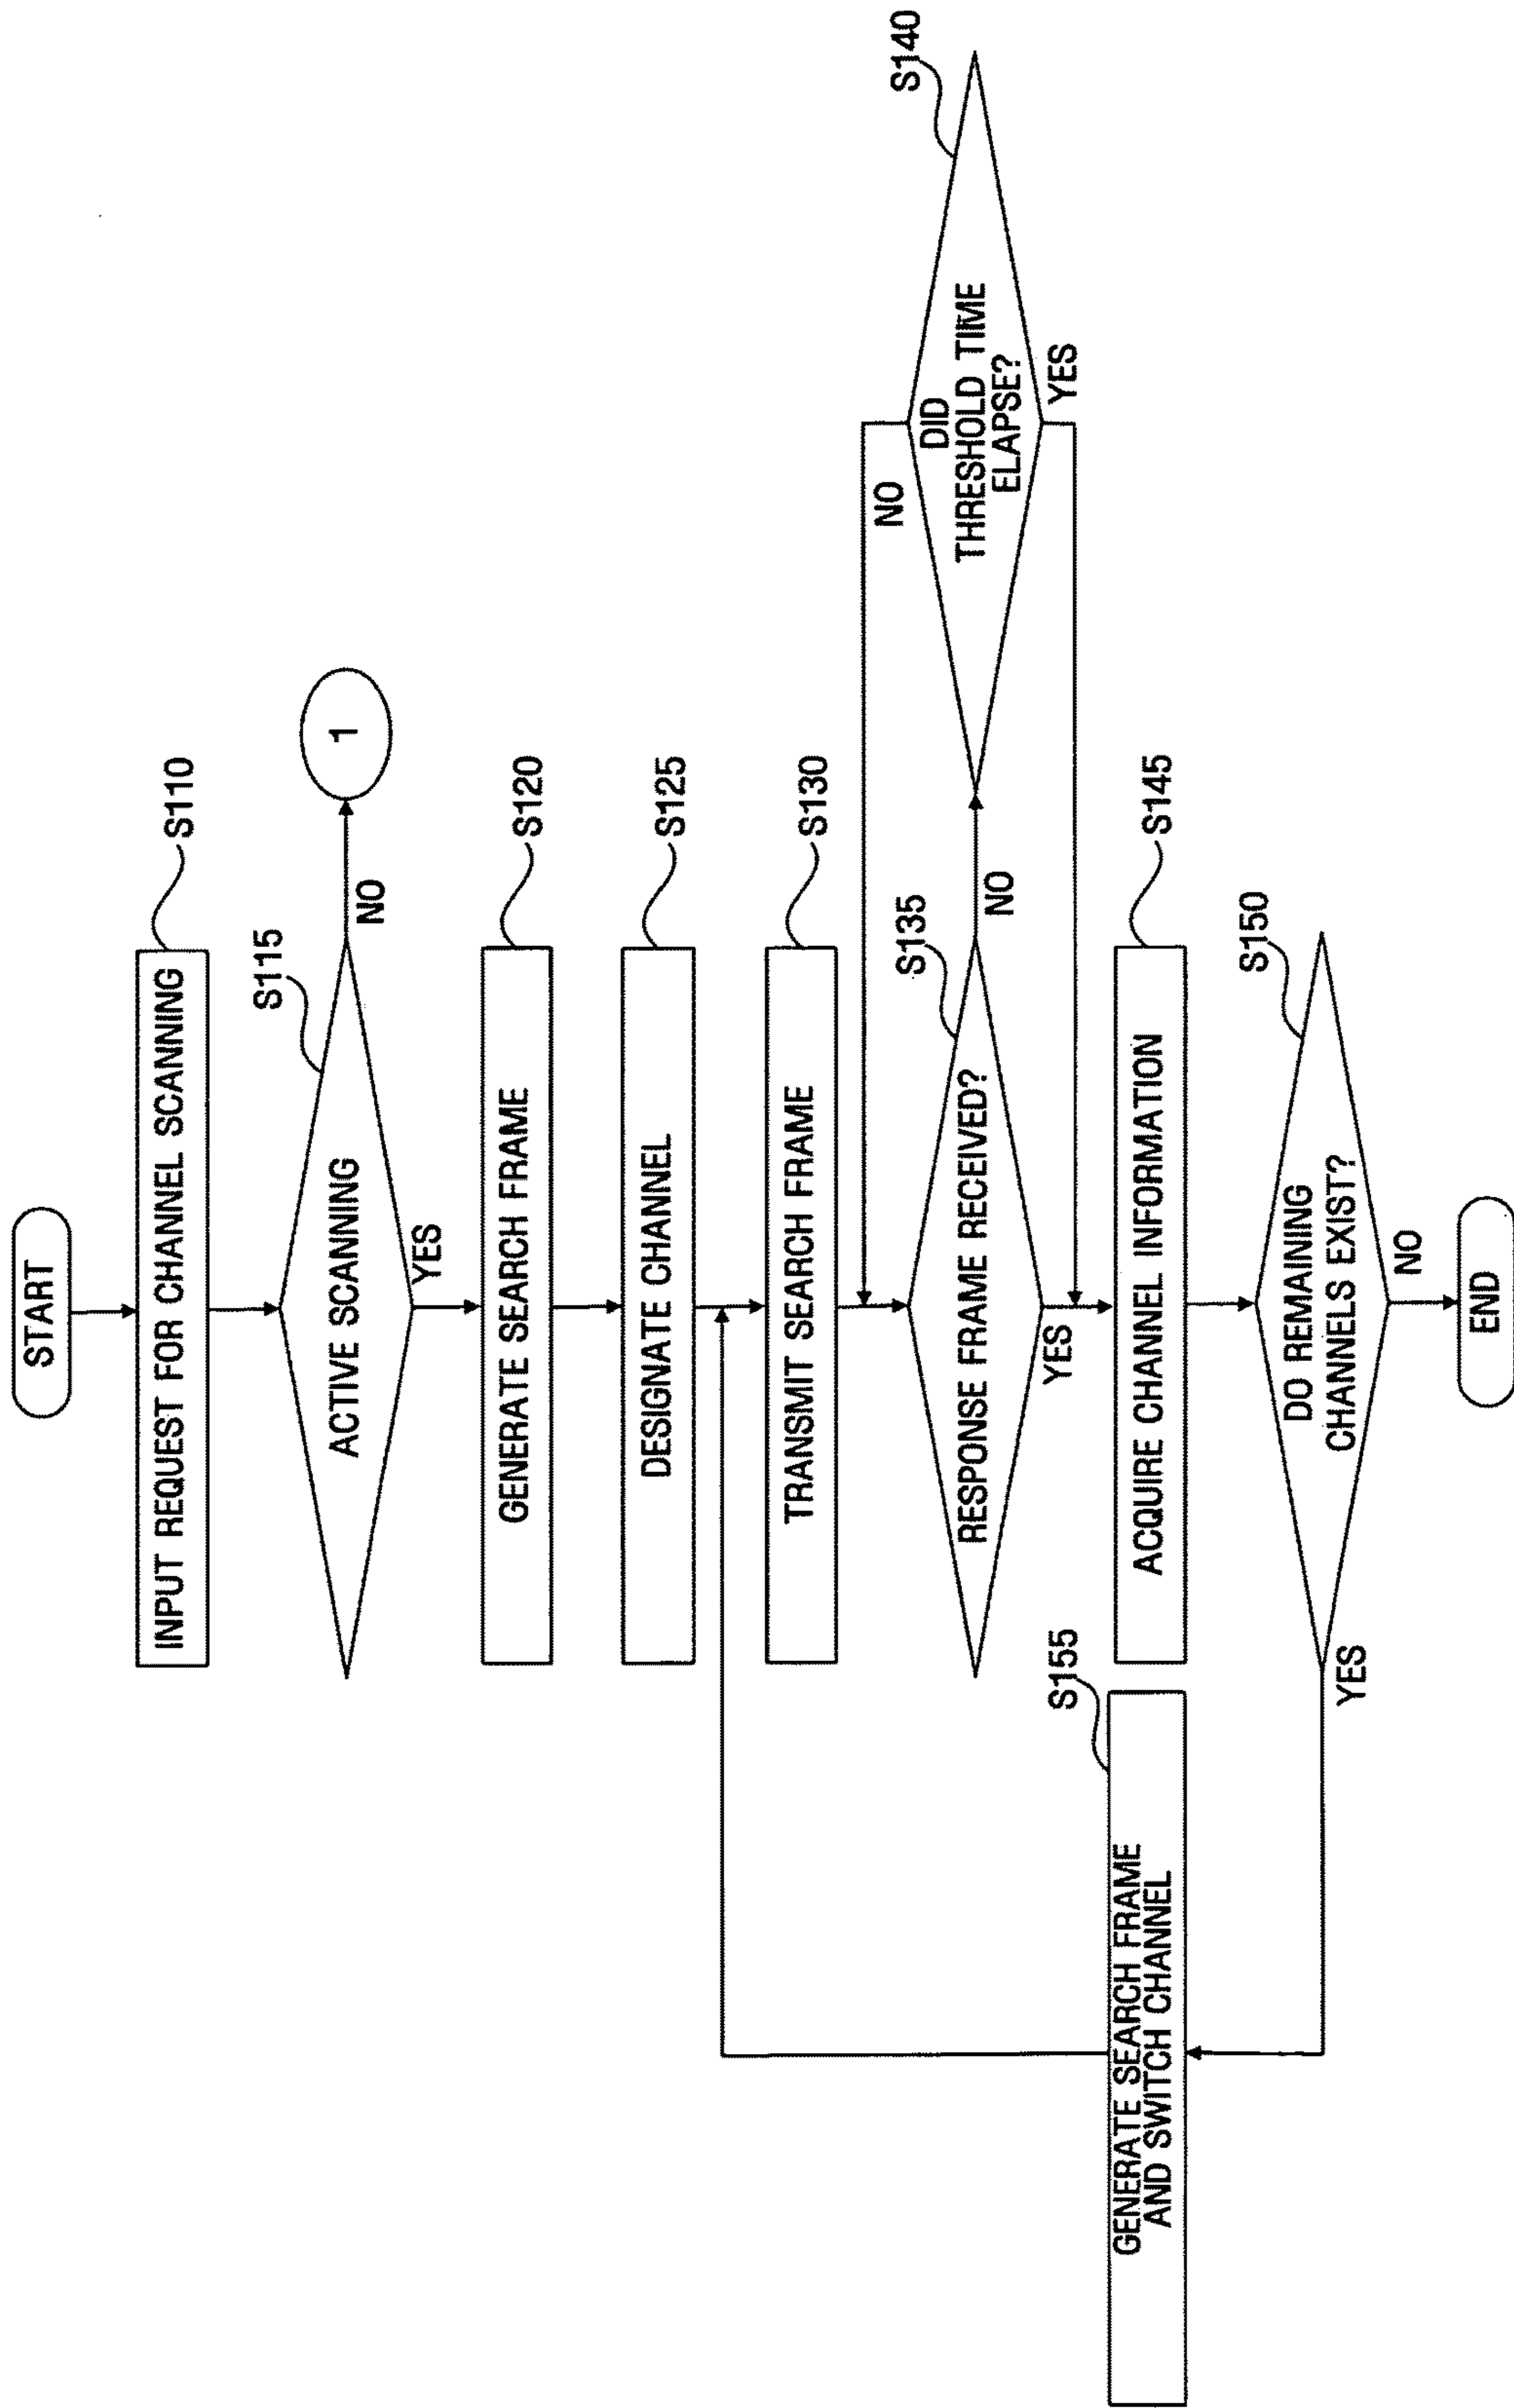 START
INPUT REQUEST FOR CHANNEL SCANNING
S110
ACTIVE SCANNING
S115
NO
1
YES
GENERATE SEARCH FRAME
S120
DESIGNATE CHANNEL
S125
TRANSMIT SEARCH FRAME
S130
RESPONSE FRAME RECEIVED?
S135
NO
YES
DID
THRESHOLD TIME
ELAPSE?
S140
NO
YES
ACQUIRE CHANNEL INFORMATION
S145
DO REMAINING
CHANNELS EXIST?
S150
YES
NO
GENERATE SEARCH FRAME
AND SWITCH CHANNEL
S155
END